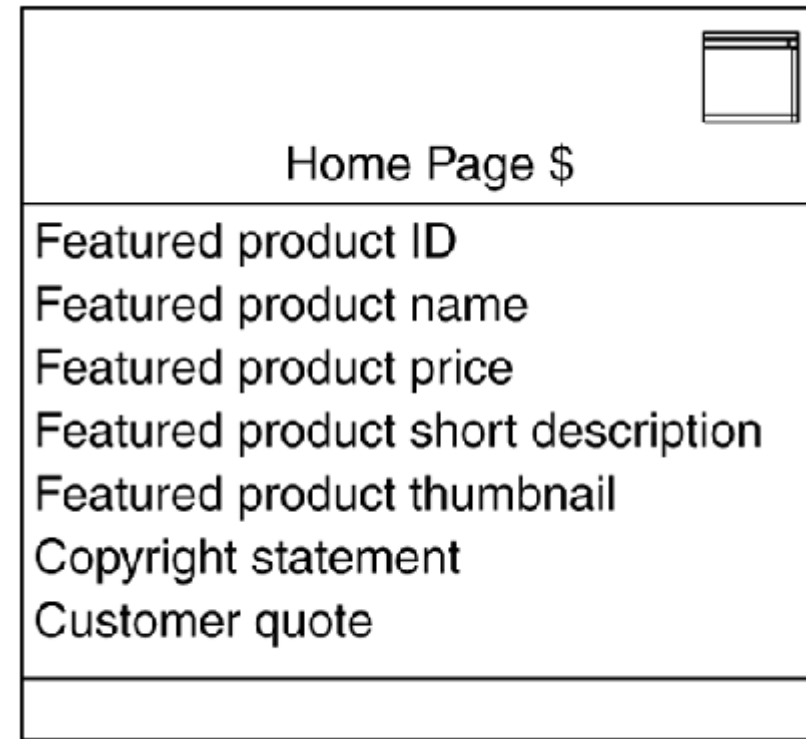 Home Page $
Featured product ID
Featured product name
Featured product price
Featured product short description
Featured product thumbnail
Copyright statement
Customer quote